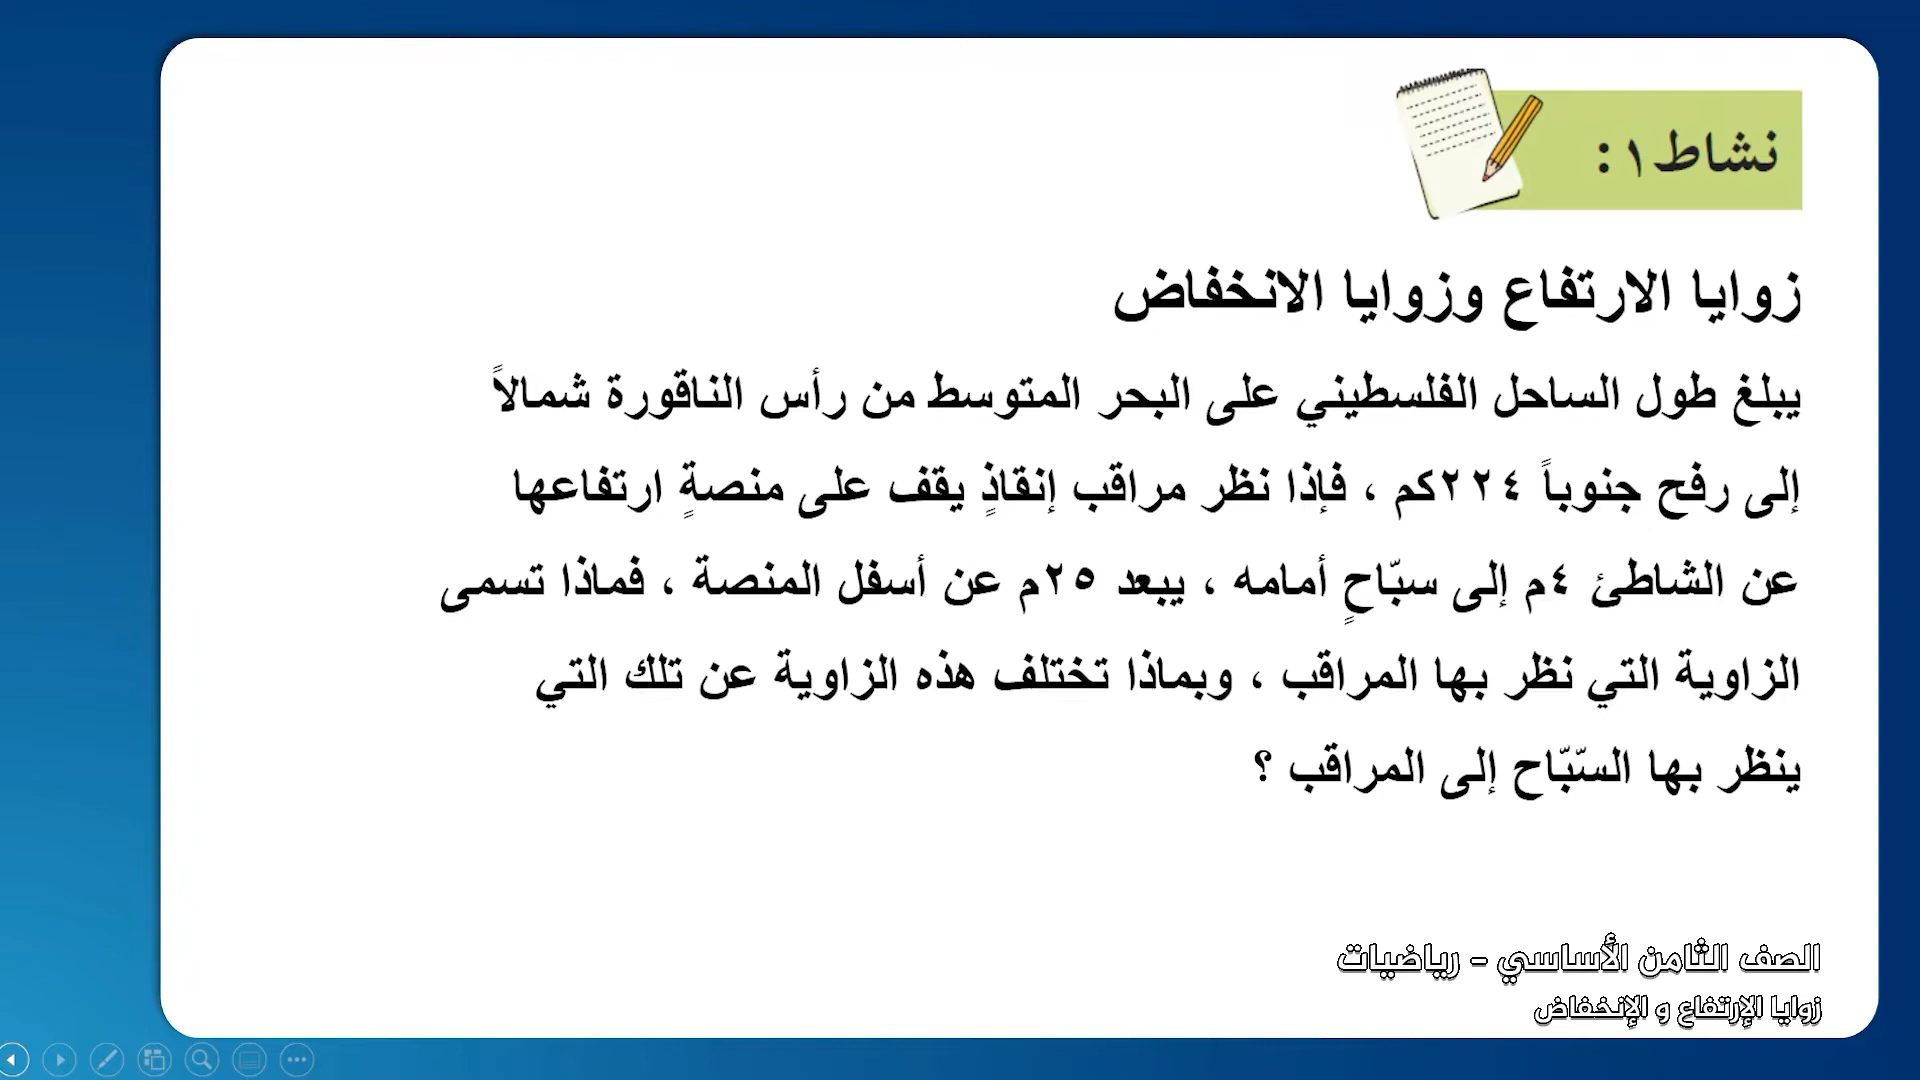 نشاط ١ :
زوايا الارتفاع وزوايا الانخفاض
يبلغ طول الساحل الفلسطيني على البحر المتوسط من رأس الناقورة شمالاً
إلى رفح جنوباً ٢٢٤كم ، فإذا نظر مراقب إنقاذٍ يقف على منصةٍ ارتفاعها
عن الشاطئ ٤م إلى سبّاحٍ أمامه ، يبعد ٢٥م عن أسفل المنصة ، فماذا تسمى
الزاوية التي نظر بها المراقب ، وبماذا تختلف هذه الزاوية عن تلك التي
ينظر بها السّبّاح إلى المراقب ؟
الصف الثامن الأساسي - رياضيات
زوايا الإرتفاع و الإنخفاض